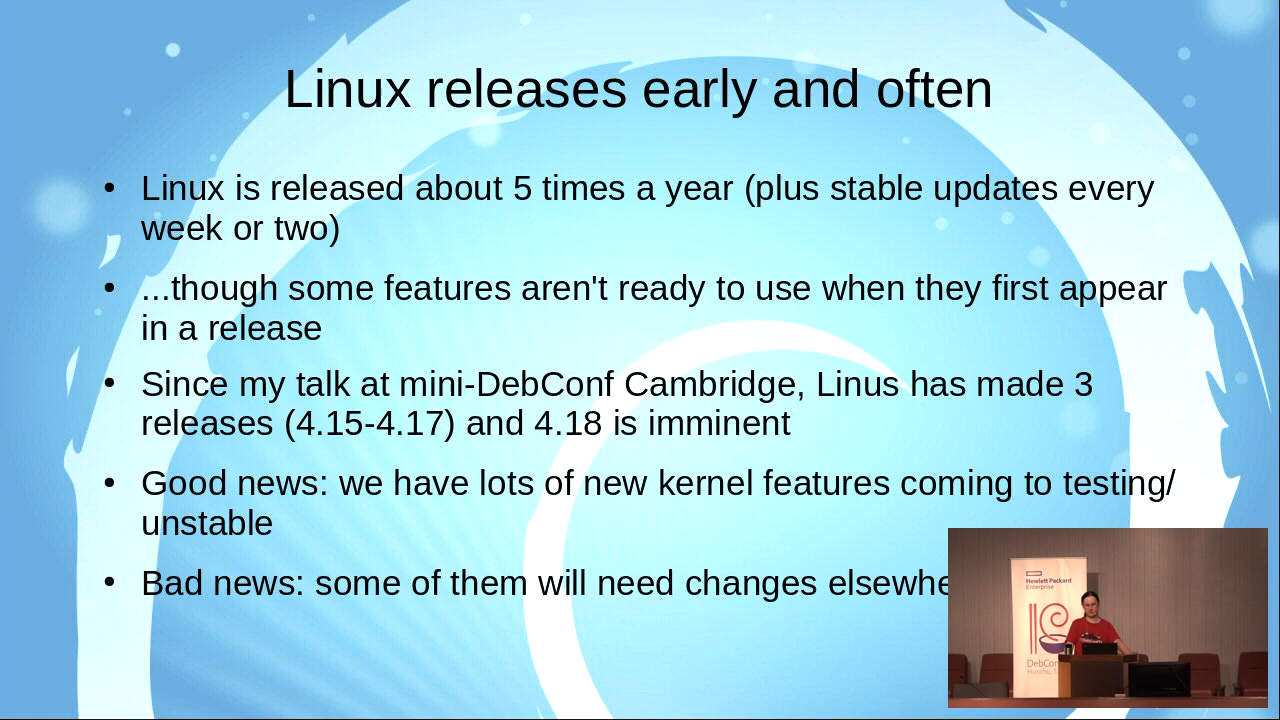 Linux releases early and often
• Linux is released about 5 times a year (plus stable updates every
week or two)
• ...though some features aren't ready to use when they first appear
in a release
• Since my talk at mini-DebConf Cambridge, Linus has made 3
releases (4.15-4.17) and 4.18 is imminent
• Good news: we have lots of new kernel features coming to testing/
unstable
• Bad news: some of them will need changes elsewhe
Hewlett Packard
Enterprise
DebCon